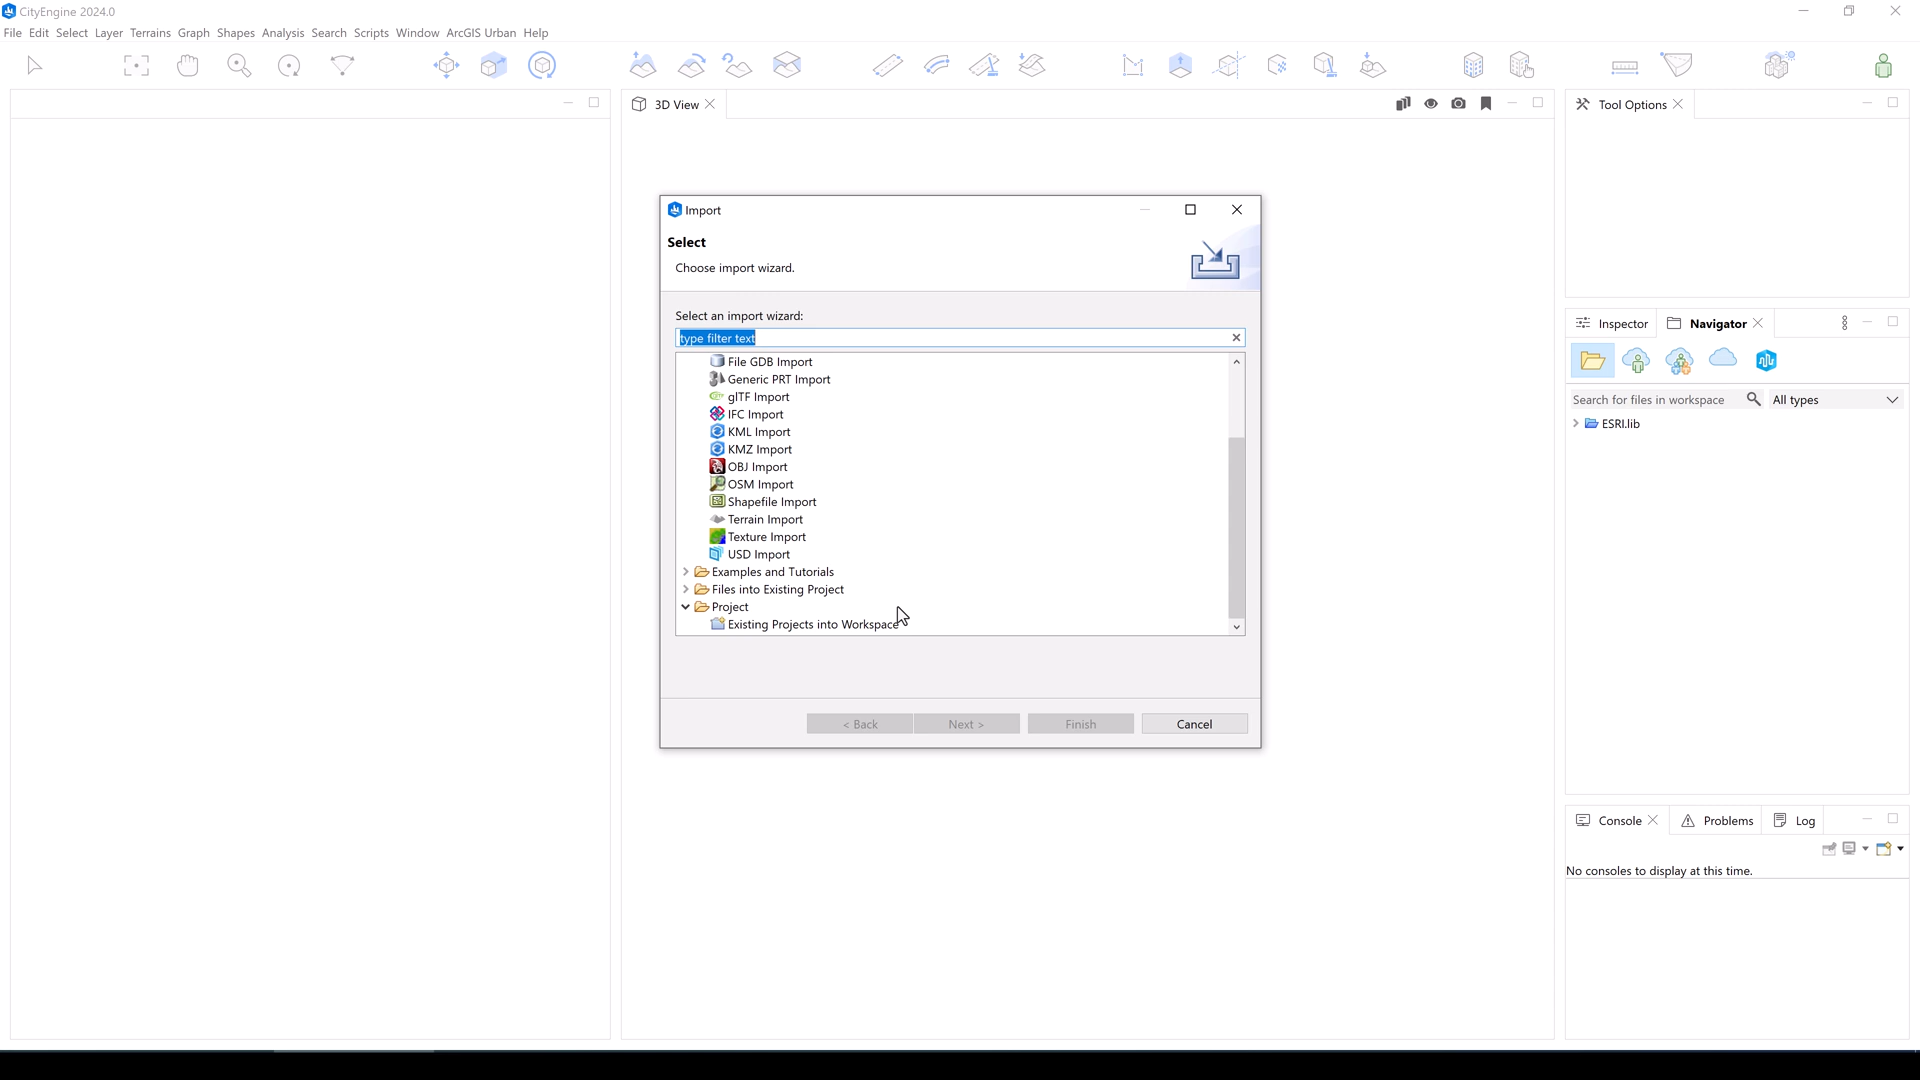 CityEngine 2024.0
File Edit Select Layer Terrains Graph Shapes Analysis Search Scripts Window ArcGIS Urban Help
3D View
Tool Options
Import
Select
Choose import wizard.
Select an import wizard:
type filter text
File GDB Import
Generic PRT Import
glTF Import
IFC Import
KML Import
KMZ Import
OBJ Import
OSM Import
Shapefile Import
Terrain Import
Texture Import
USD Import
Examples and Tutorials
Files into Existing Project
Project
Existing Projects into Workspace
< Back Next > Finish Cancel
Inspector Navigator
Search for files in workspace All types
ESRI.lib
Console Problems Log
No consoles to display at this time.